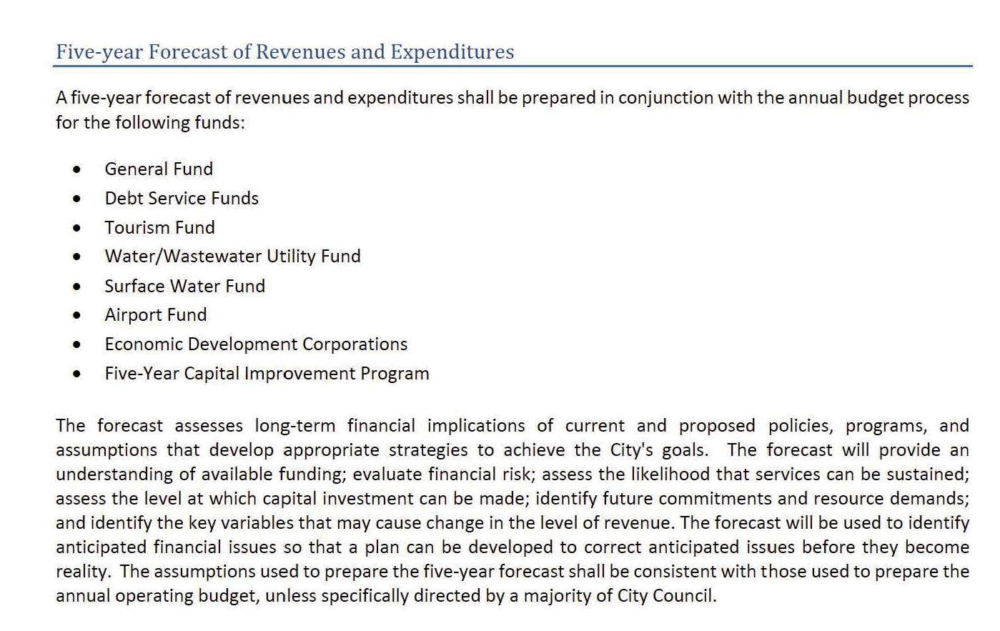 Five-year Forecast of Revenues and Expenditures
A five-year forecast of revenues and expenditures shall be prepared in conjunction with the annual budget process
for the following funds:
• General Fund
• Debt Service Funds
• Tourism Fund
• Water/Wastewater Utility Fund
• Surface Water Fund
• Airport Fund
• Economic Development Corporations
• Five-Year Capital Improvement Program
The forecast assesses long-term financial implications of current and proposed policies, programs, and
assumptions that develop appropriate strategies to achieve the City's goals.  The forecast will provide an
understanding of available funding; evaluate financial risk; assess the likelihood that services can be sustained;
assess the level at which capital investment can be made; identify future commitments and resource demands;
and identify the key variables that may cause change in the level of revenue. The forecast will be used to identify
anticipated financial issues so that a plan can be developed to correct anticipated issues before they become
reality.  The assumptions used to prepare the five-year forecast shall be consistent with those used to prepare the
annual operating budget, unless specifically directed by a majority of City Council.